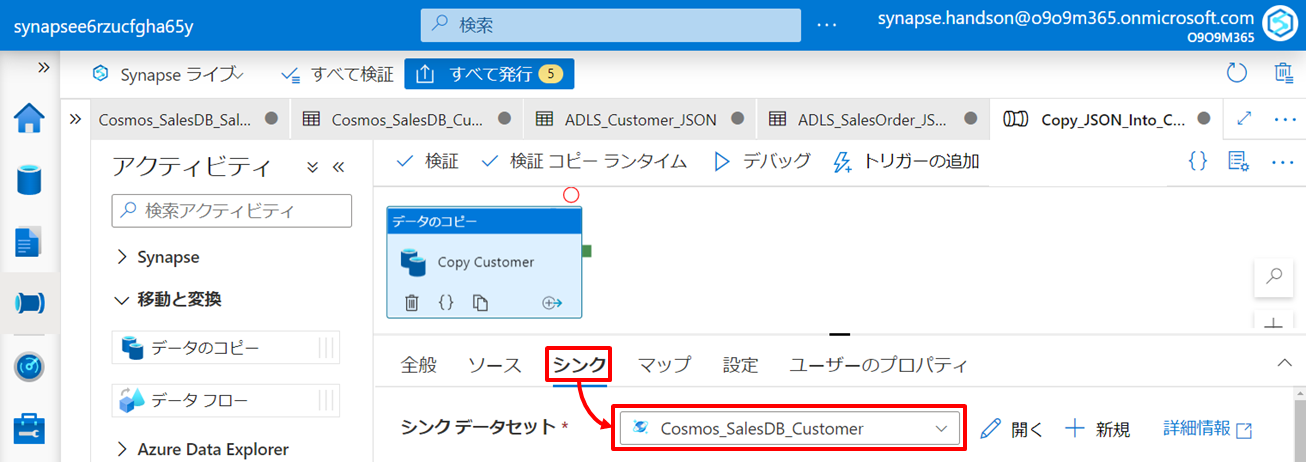 synapsee6rzucfgha65y
検索
synapse.handson@o9o9m365.onmicrosoft.com
O9O9M365
Synapse ライブ
すべて検証
すべて発行 5
Cosmos_SalesDB_Sal...
Cosmos_SalesDB_Cu...
ADLS_Customer_JSON
ADLS_SalesOrder_JS...
Copy_JSON_Into_C...
アクティビティ
検証
検証 コピー ランタイム
デバッグ
トリガーの追加
検索アクティビティ
Synapse
移動と変換
データのコピー
データ フロー
Azure Data Explorer
データのコピー
Copy Customer
全般
ソース
シンク
マップ
設定
ユーザーのプロパティ
シンク データセット *
Cosmos_SalesDB_Customer
開く
新規
詳細情報